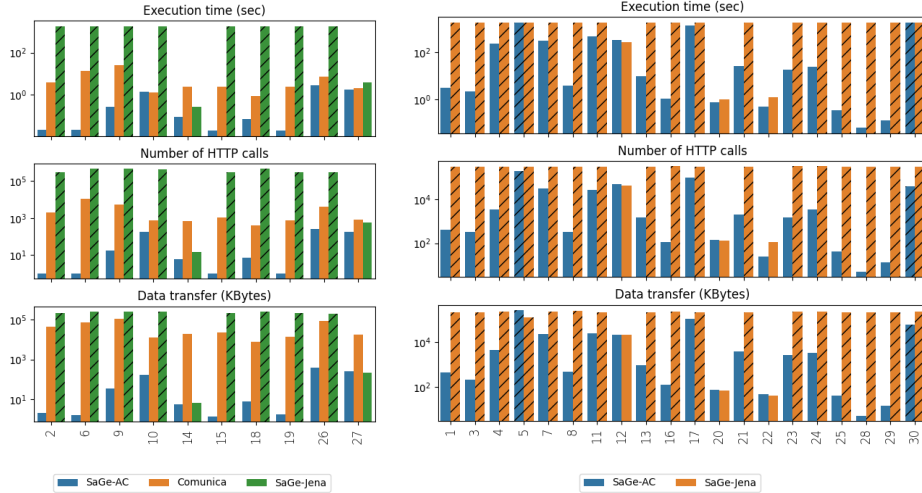 Execution time (sec)
10²
10⁰
Number of HTTP calls
10⁵
10³
10¹
Data transfer (KBytes)
10⁵
10³
10¹
2 6 9 10 14 15 18 19 26 27
SaGe-AC Comunica SaGe-Jena
Execution time (sec)
10²
10⁰
Number of HTTP calls
10⁴
10²
Data transfer (KBytes)
10⁴
10²
1 3 4 5 7 8 11 12 13 16 17 20 21 22 23 24 25 28 29 30
SaGe-AC SaGe-Jena